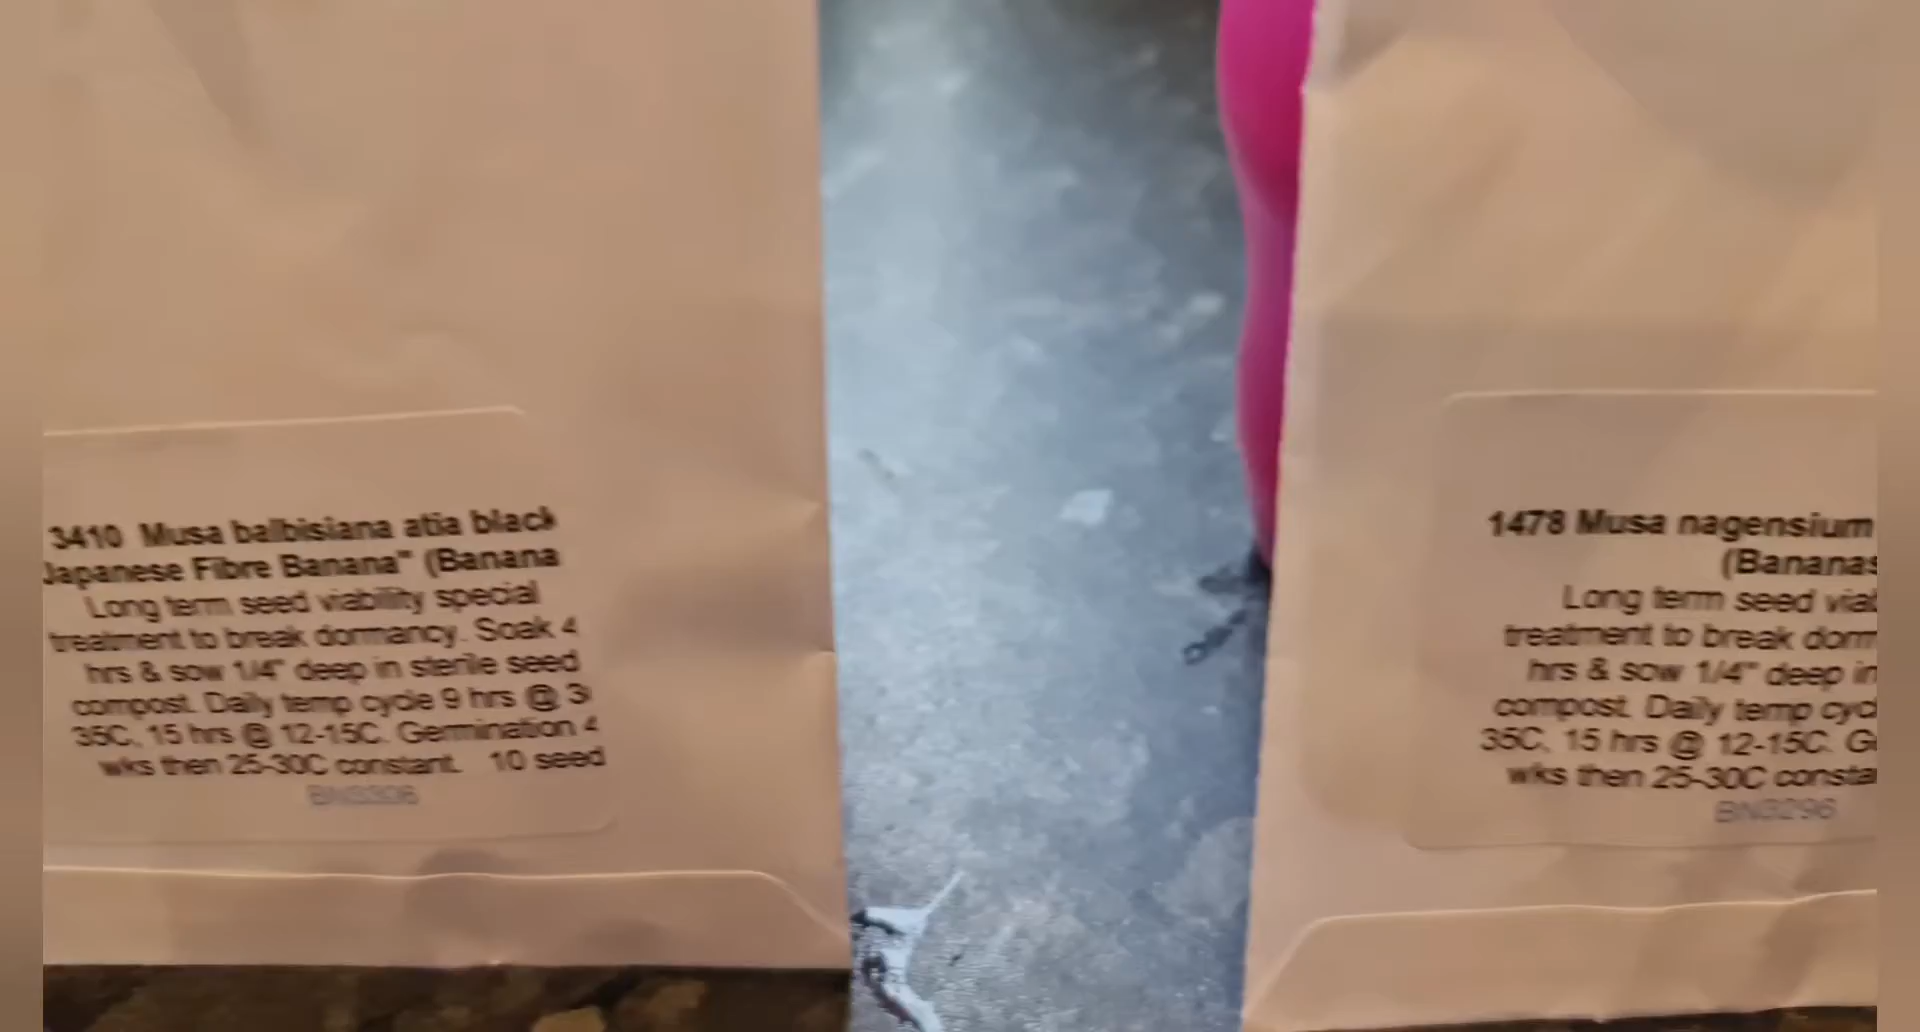 3410 Musa balbisiana atia black
Japanese Fibre Banana" (Banana
Long term seed viability special
treatment to break dormancy. Soak 4
hrs & sow 1/4" deep in sterile seed
compost. Daily temp cycle 9 hrs @ 3
35C, 15 hrs @ 12-15C. Germination 4
wks then 25-30C constant. 10 seed
1478 Musa nagensium
(Bananas
Long term seed
treatment to break
hrs & sow 1/4" deep in
compost. Daily temp
35C, 15 hrs @ 12-15C.
wks then 25-30C
BN3296